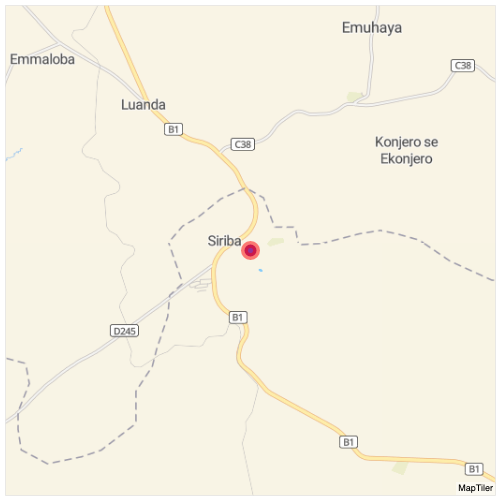 Emuhaya
Emmaloba
C38
Luanda
B1
C38
Konjero se
Ekonjero
Siriba
B1
D245
B1
B1
MapTiler